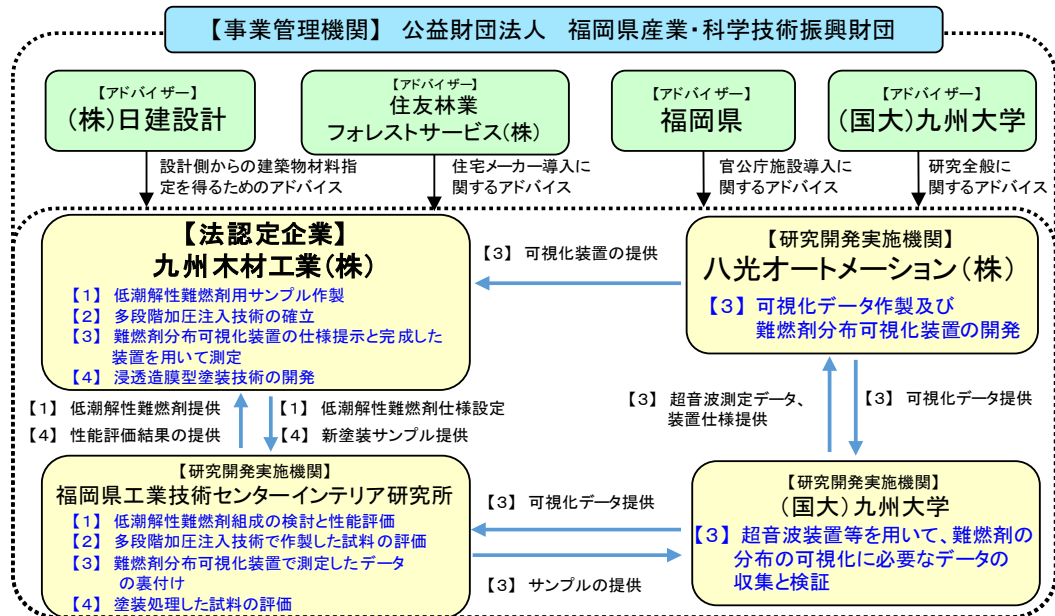 【事業管理機関】 公益財団法人 福岡県産業・科学技術振興財団
【アドバイザー】
(株)日建設計
【アドバイザー】
住友林業
フォレストサービス(株)
【アドバイザー】
福岡県
【アドバイザー】
(国大)九州大学
設計側からの建築物材料指
定を得るためのアドバイス
住宅メーカー導入に
関するアドバイス
官公庁施設導入に
関するアドバイス
研究全般に
関するアドバイス
【法認定企業】
九州木材工業(株)
【1】 低潮解性難燃剤用サンプル作製
【2】 多段階加圧注入技術の確立
【3】 難燃剤分布可視化装置の仕様提示と完成した
装置を用いて測定
【4】 浸透造膜型塗装技術の開発
【3】 可視化装置の提供
【研究開発実施機関】
八光オートメーション(株)
【3】 可視化データ作製及び
難燃剤分布可視化装置の開発
【1】 低潮解性難燃剤提供
【4】 性能評価結果の提供
【1】 低潮解性難燃剤仕様設定
【4】 新塗装サンプル提供
【3】 超音波測定データ、
装置仕様提供
【3】 可視化データ提供
【研究開発実施機関】
福岡県工業技術センターインテリア研究所
【1】 低潮解性難燃剤組成の検討と性能評価
【2】 多段階加圧注入技術で作製した試料の評価
【3】 難燃剤分布可視化装置で測定したデータ
の裏付け
【4】 塗装処理した試料の評価
【3】 可視化データ提供
【3】 サンプルの提供
【研究開発実施機関】
(国大)九州大学
【3】 超音波装置等を用いて、難燃剤の
分布の可視化に必要なデータの
収集と検証